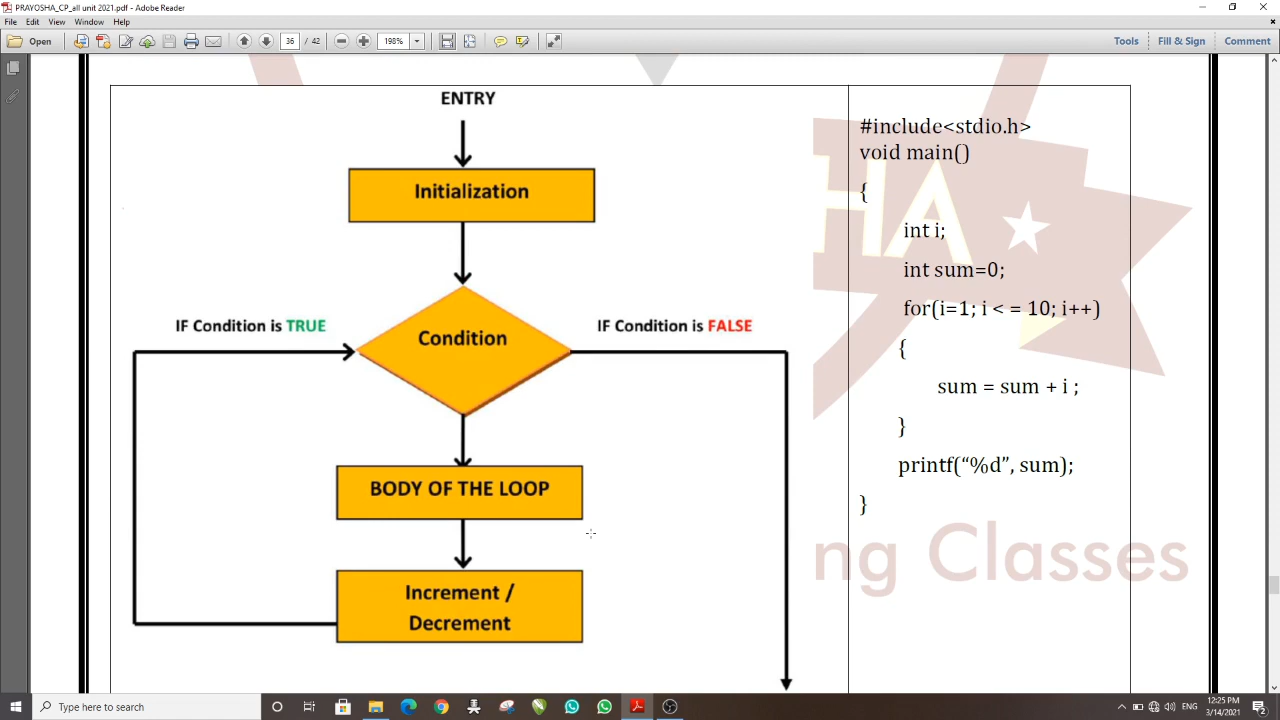 PRAYOSHA_CP_all unit 2021.pdf - Adobe Reader
File Edit View Window Help
Open 36 / 42 198% Tools Fill & Sign Comment
ENTRY
Initialization
IF Condition is TRUE
Condition
IF Condition is FALSE
BODY OF THE LOOP
Increment /
Decrement
#include<stdio.h>
void main()
{
int i;
int sum=0;
for(i=1; i < = 10; i++)
{
sum = sum + i ;
}
printf(“%d”, sum);
}
HA
ng Classes
Type here to search
ENG
12:25 PM
3/14/2021
2